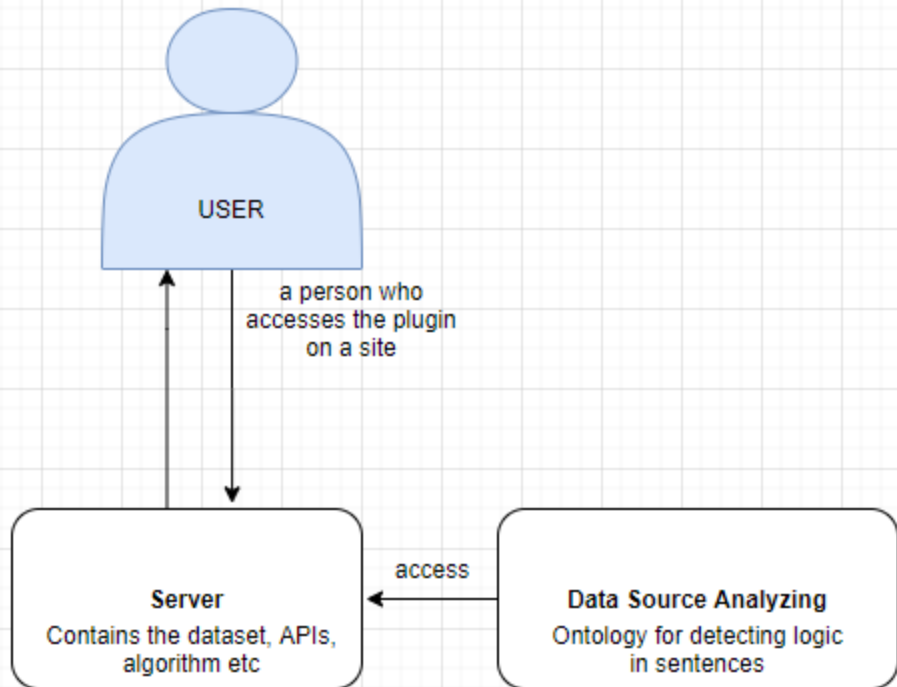 USER
a person who
accesses the plugin
on a site
access
Server
Contains the dataset, APIs,
algorithm etc
Data Source Analyzing
Ontology for detecting logic
in sentences